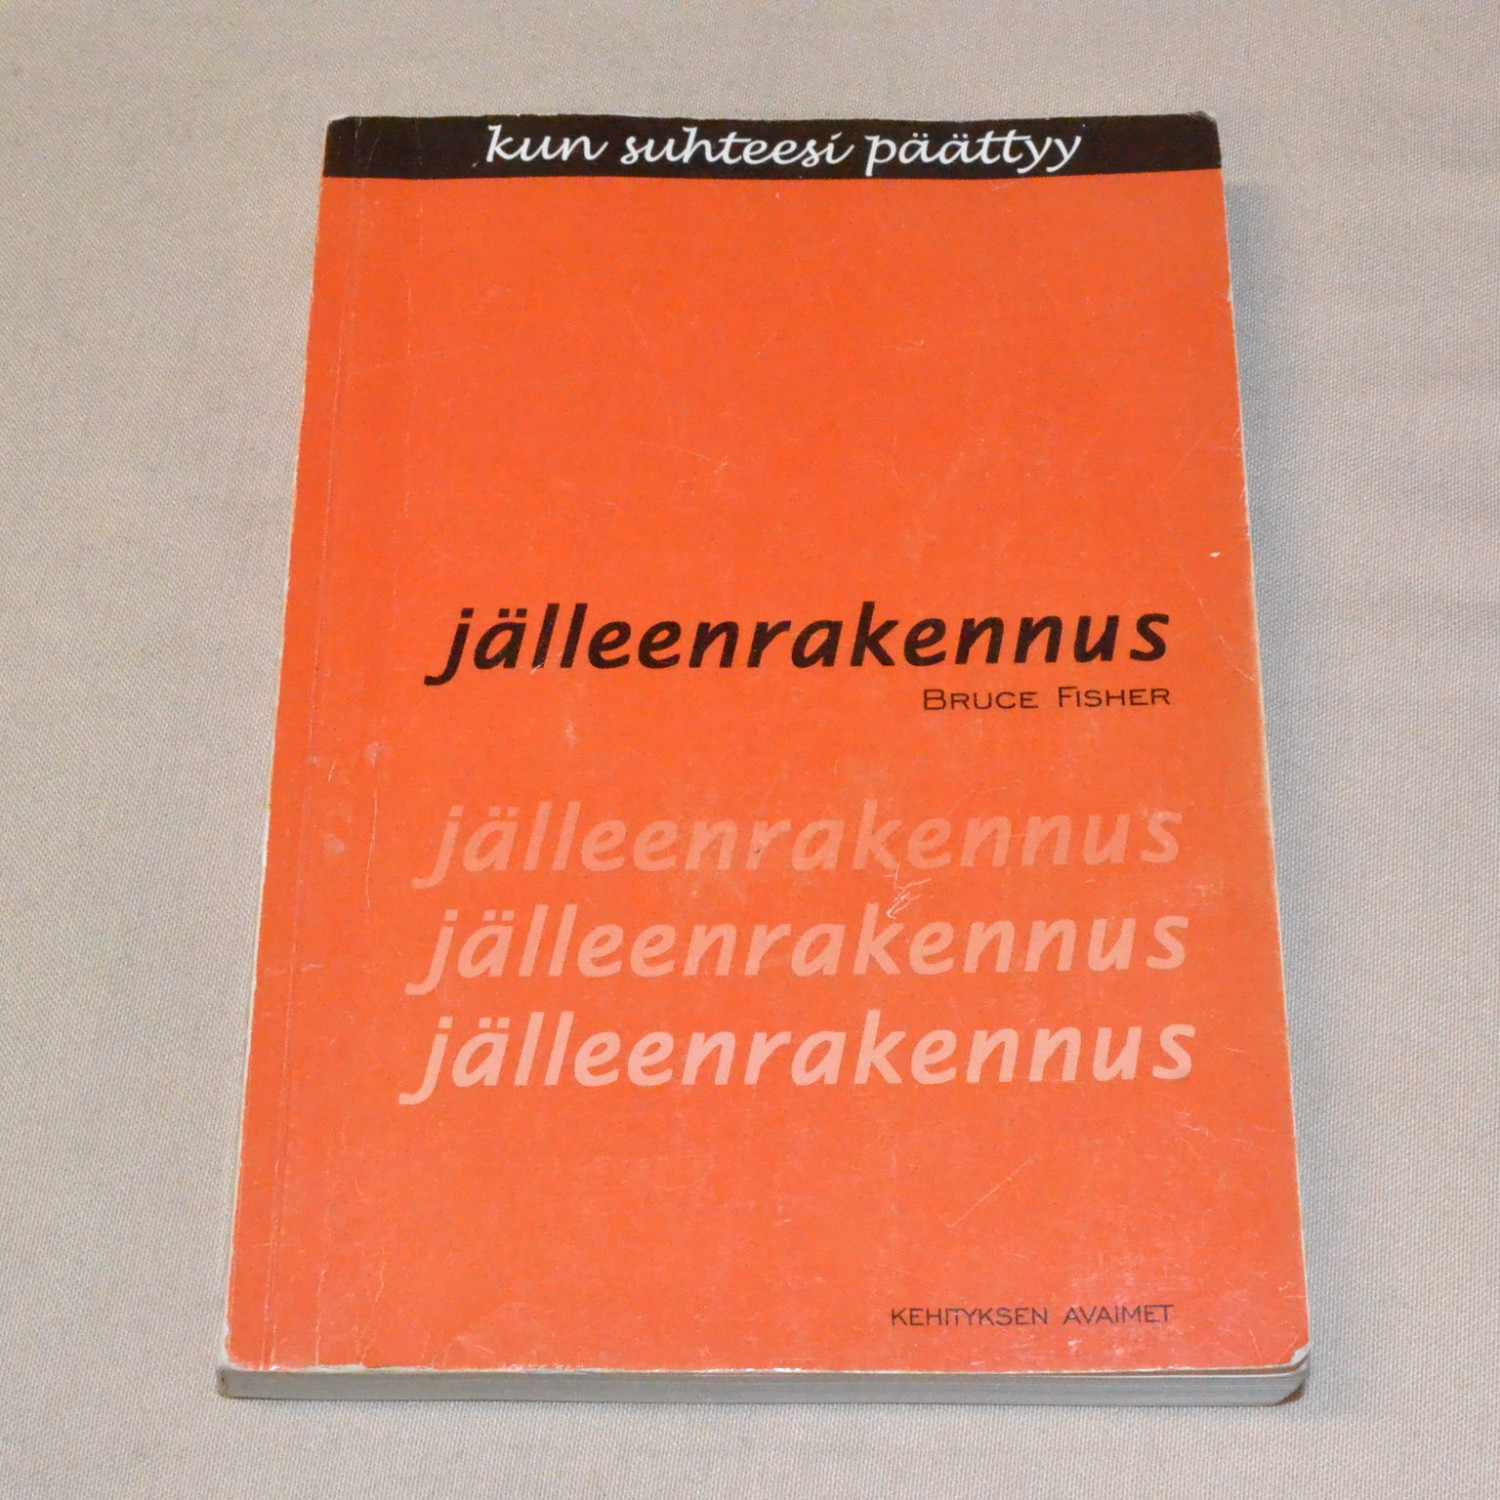 kun suhteesi päättyy
jälleenrakennus
BRUCE FISHER
jälleenrakennus
jälleenrakennus
jälleenrakennus
KEHITYKSEN AVAIMET